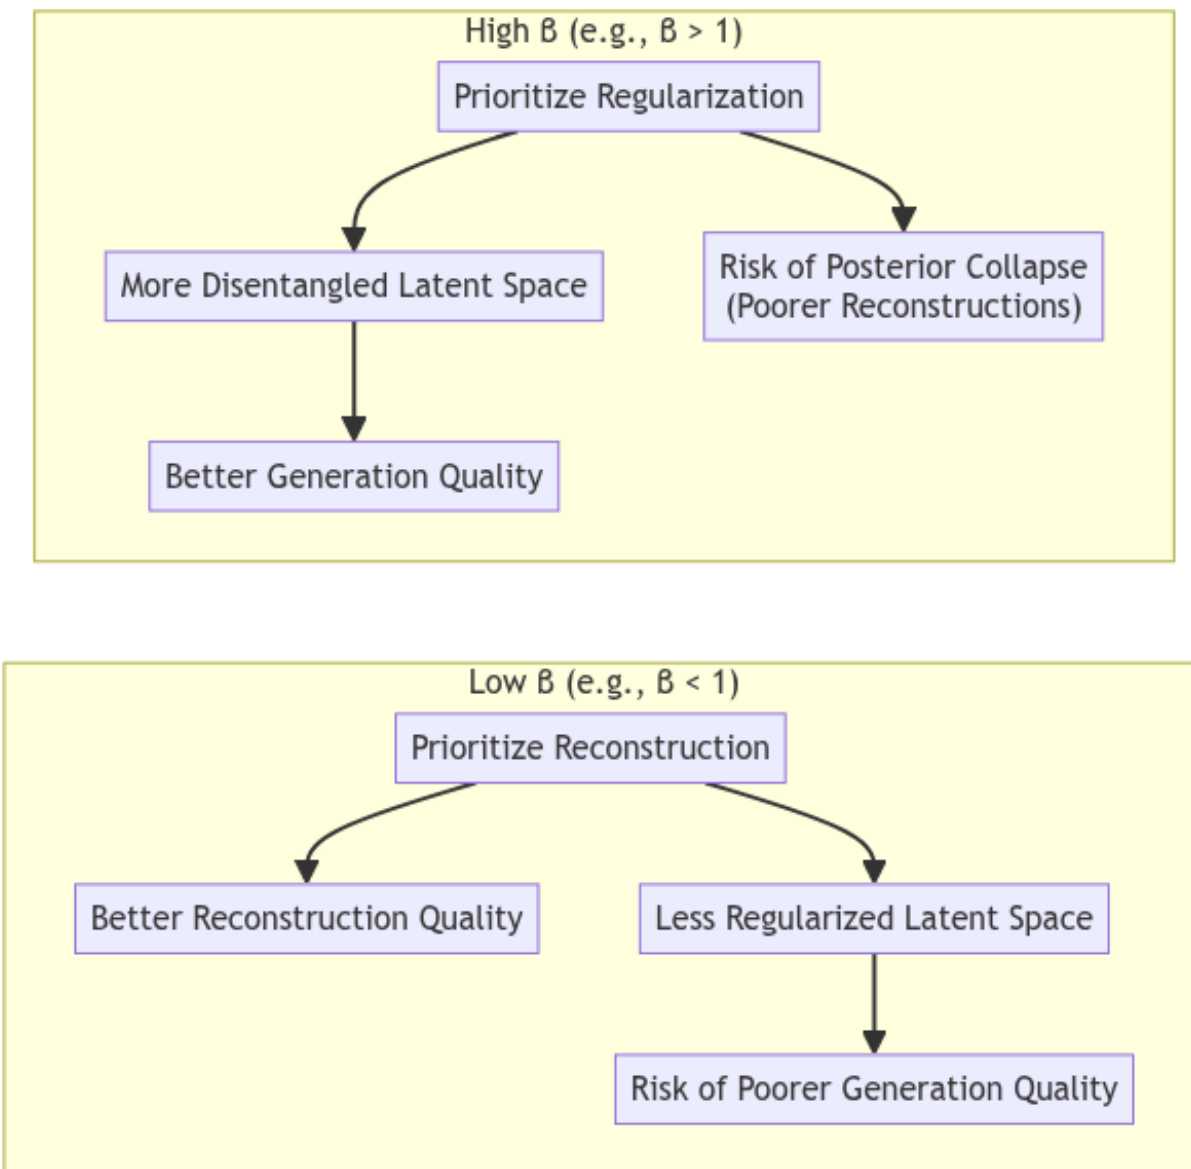 High β (e.g., β > 1)
Prioritize Regularization
More Disentangled Latent Space
Risk of Posterior Collapse
(Poorer Reconstructions)
Better Generation Quality
Low β (e.g., β < 1)
Prioritize Reconstruction
Better Reconstruction Quality
Less Regularized Latent Space
Risk of Poorer Generation Quality